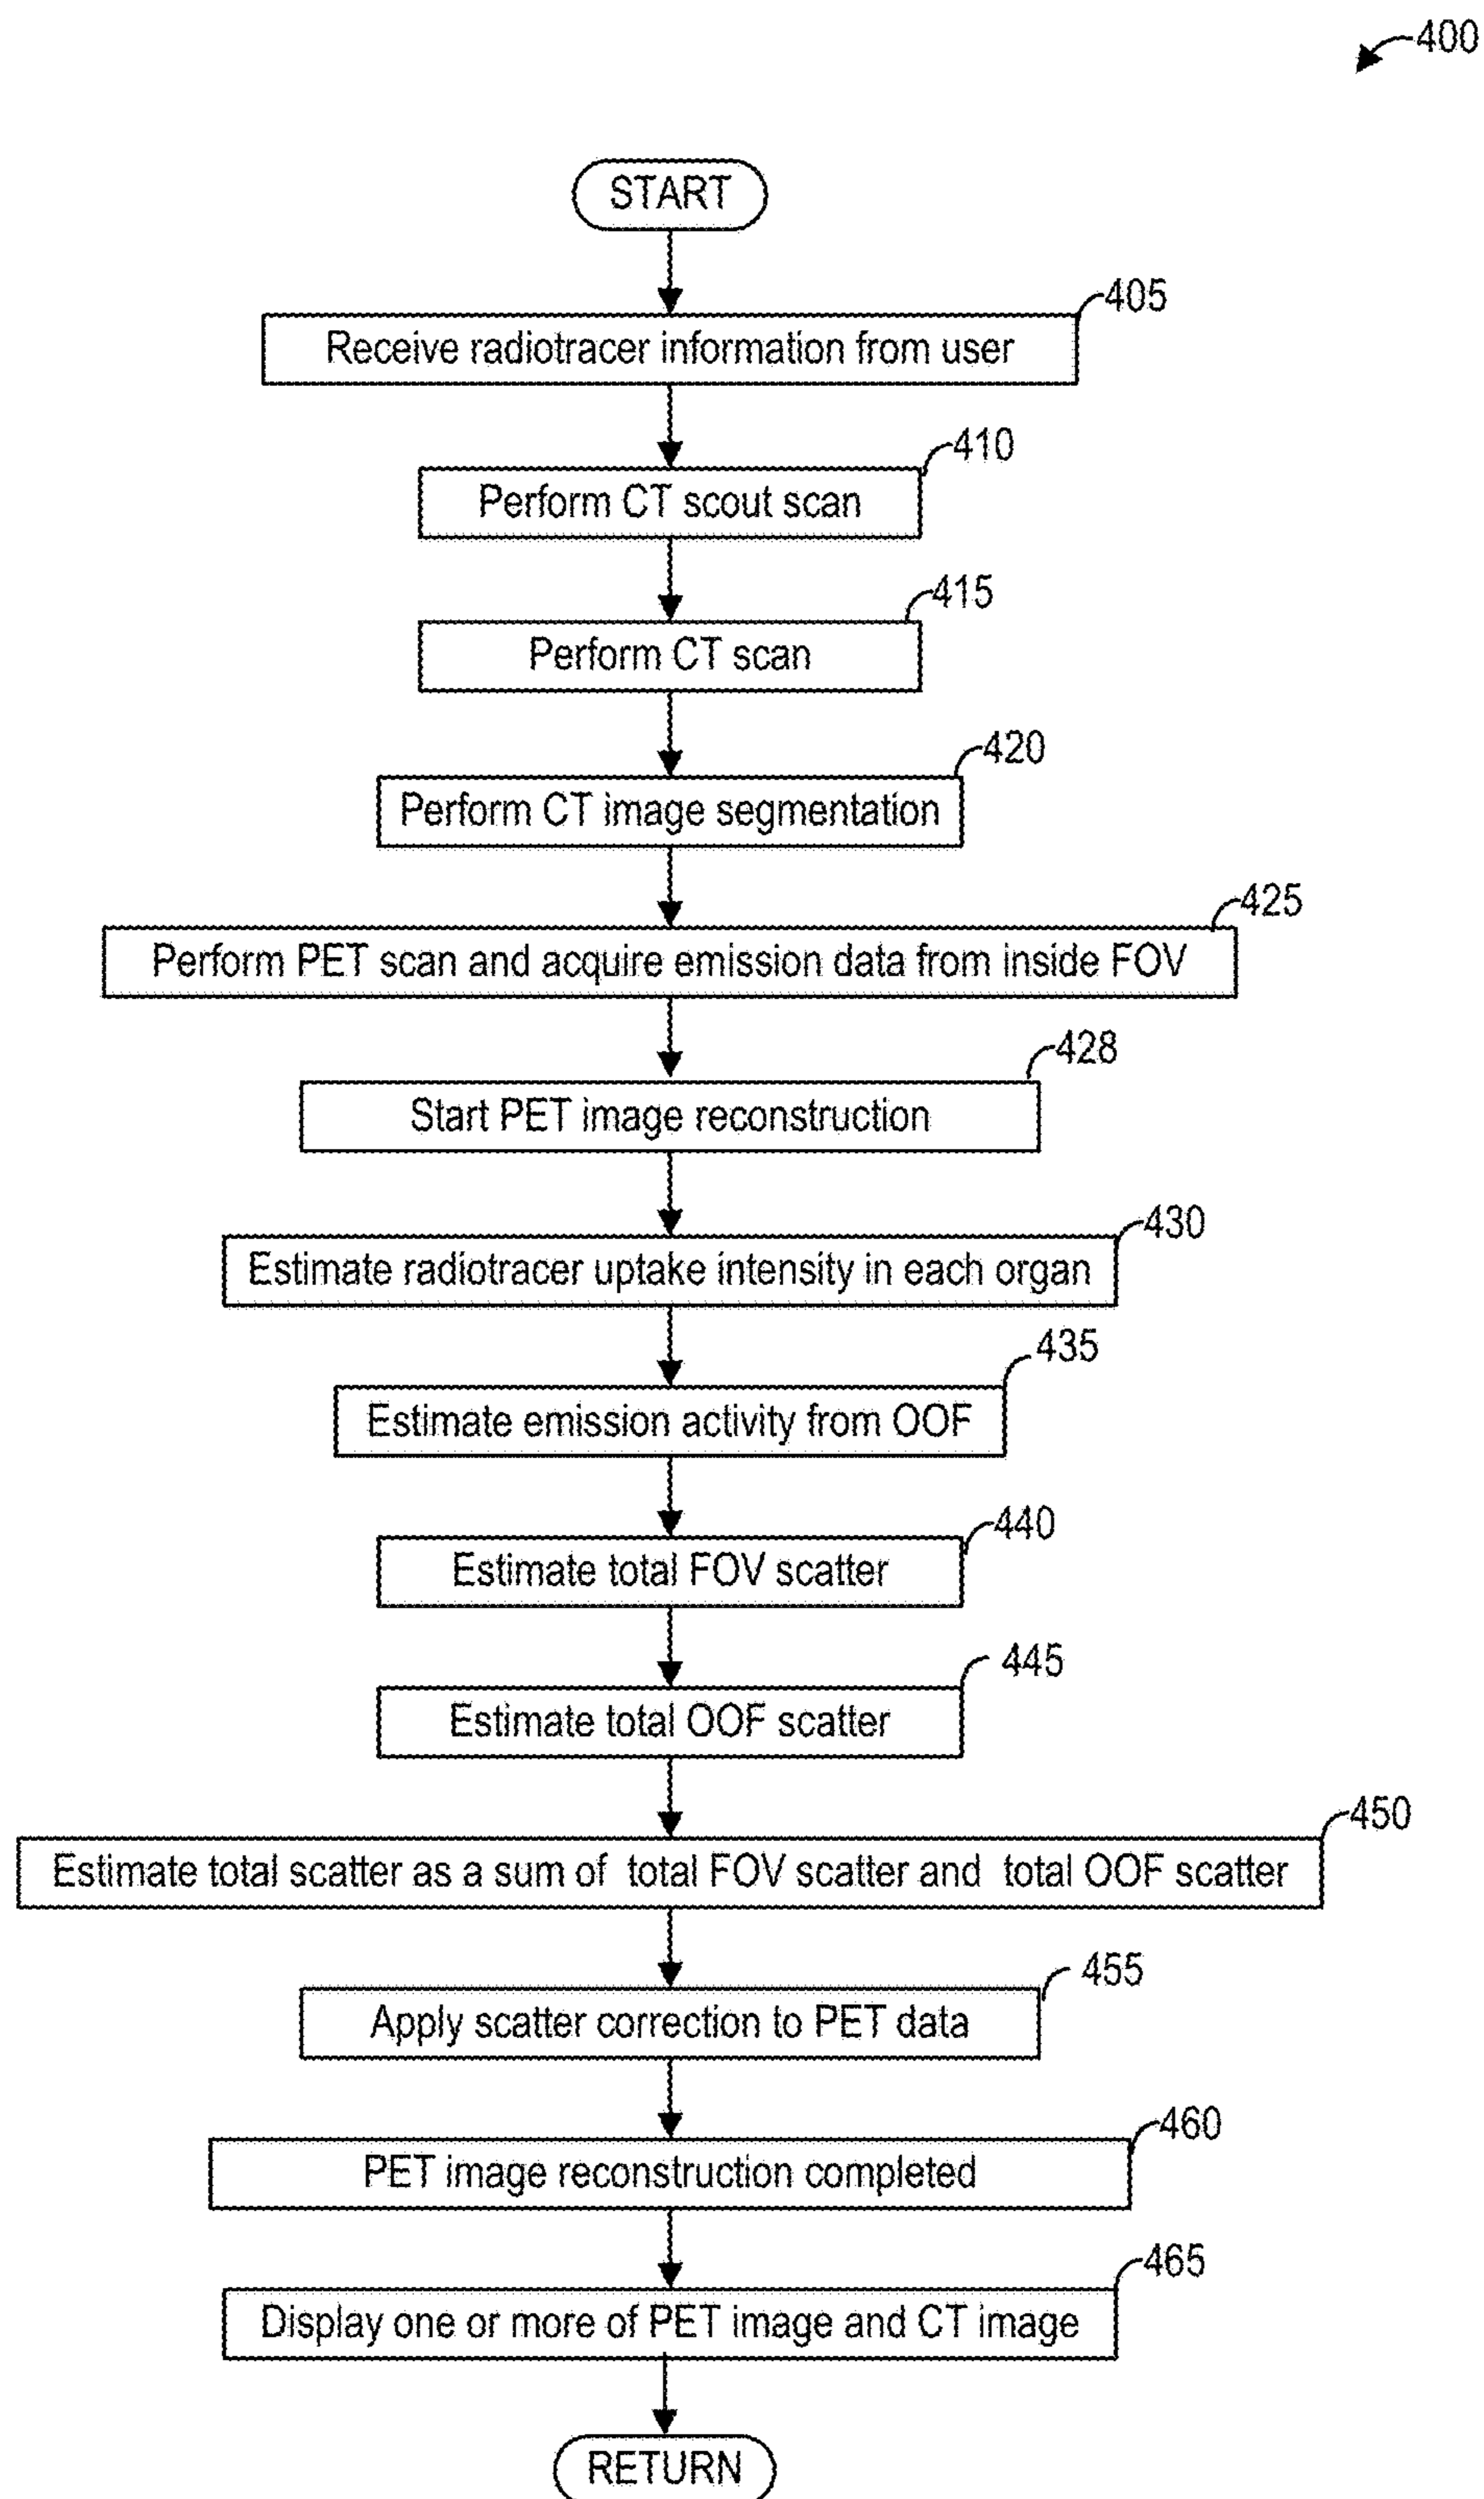 400
START
405
Receive radiotracer information from user
410
Perform CT scout scan
415
Perform CT scan
420
Perform CT image segmentation
425
Perform PET scan and acquire emission data from inside FOV
428
Start PET image reconstruction
430
Estimate radiotracer uptake intensity in each organ
435
Estimate emission activity from OOF
440
Estimate total FOV scatter
445
Estimate total OOF scatter
450
Estimate total scatter as a sum of total FOV scatter and total OOF scatter
455
Apply scatter correction to PET data
460
PET image reconstruction completed
465
Display one or more of PET image and CT image
RETURN